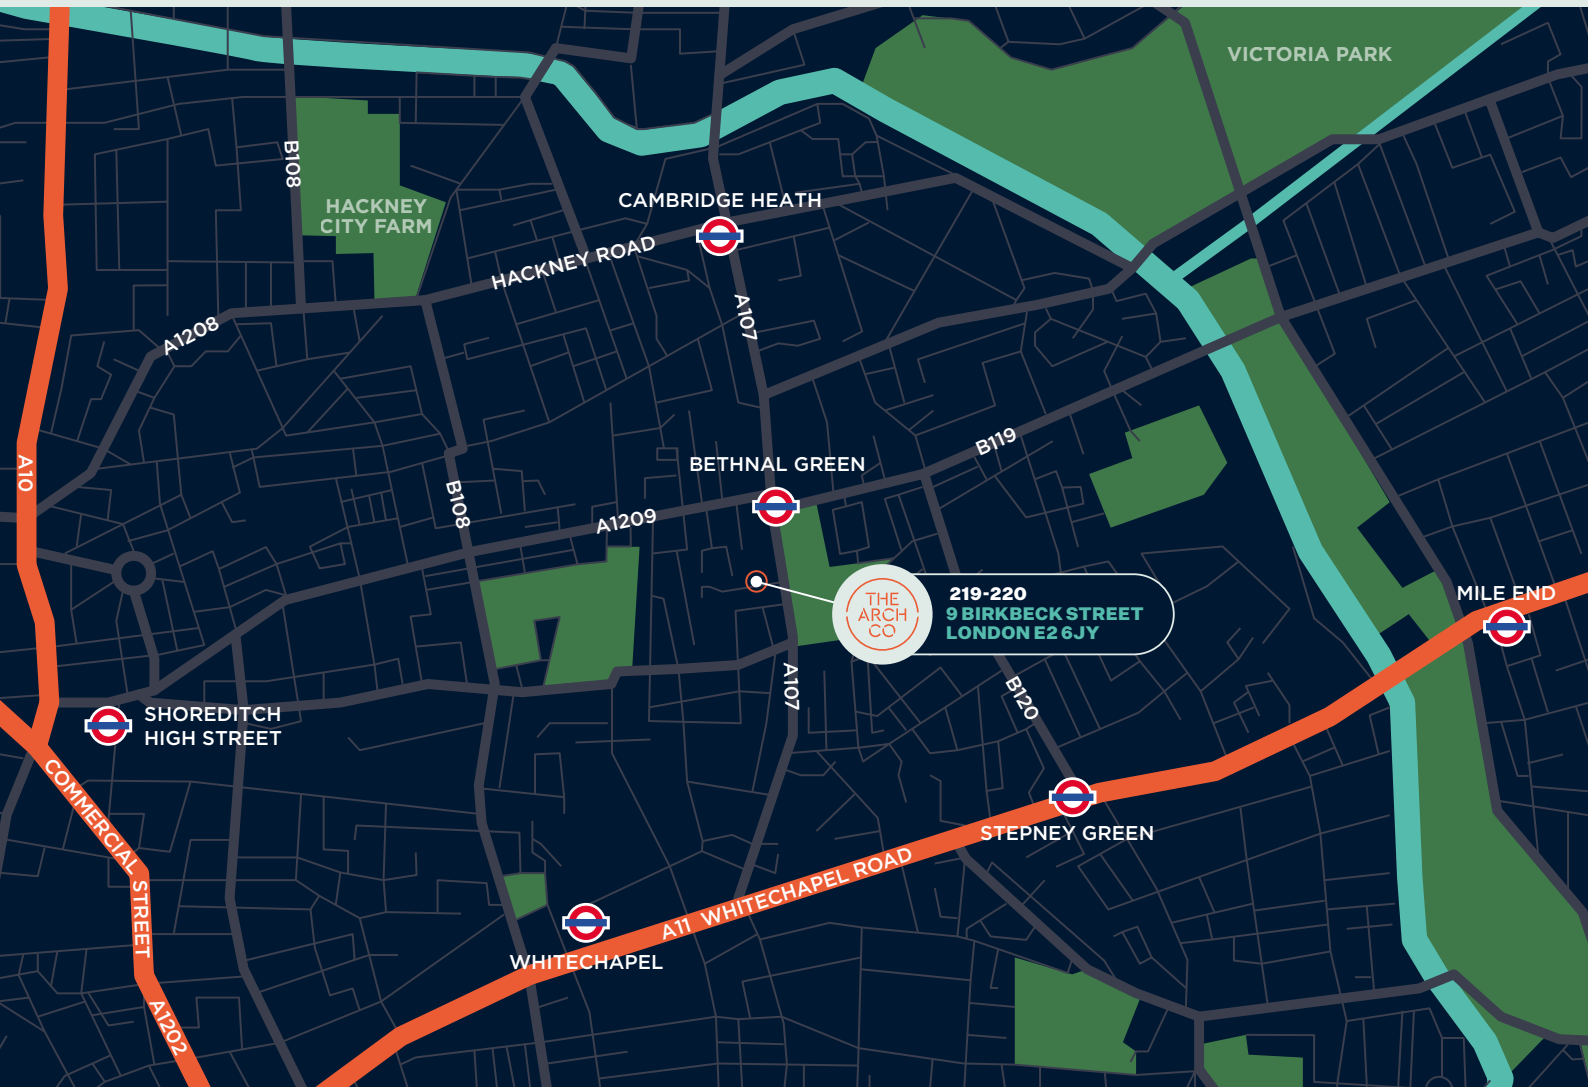 VICTORIA PARK
B108
HACKNEY
CITY FARM
CAMBRIDGE HEATH
HACKNEY ROAD
A1208
A107
A10
BETHNAL GREEN
B119
B108
A1209
THE
ARCH
CO
219-220
9 BIRKBECK STREET
LONDON E2 6JY
MILE END
A107
B120
SHOREDITCH
HIGH STREET
COMMERCIAL STREET
STEPNEY GREEN
A11 WHITECHAPEL ROAD
WHITECHAPEL
A1202